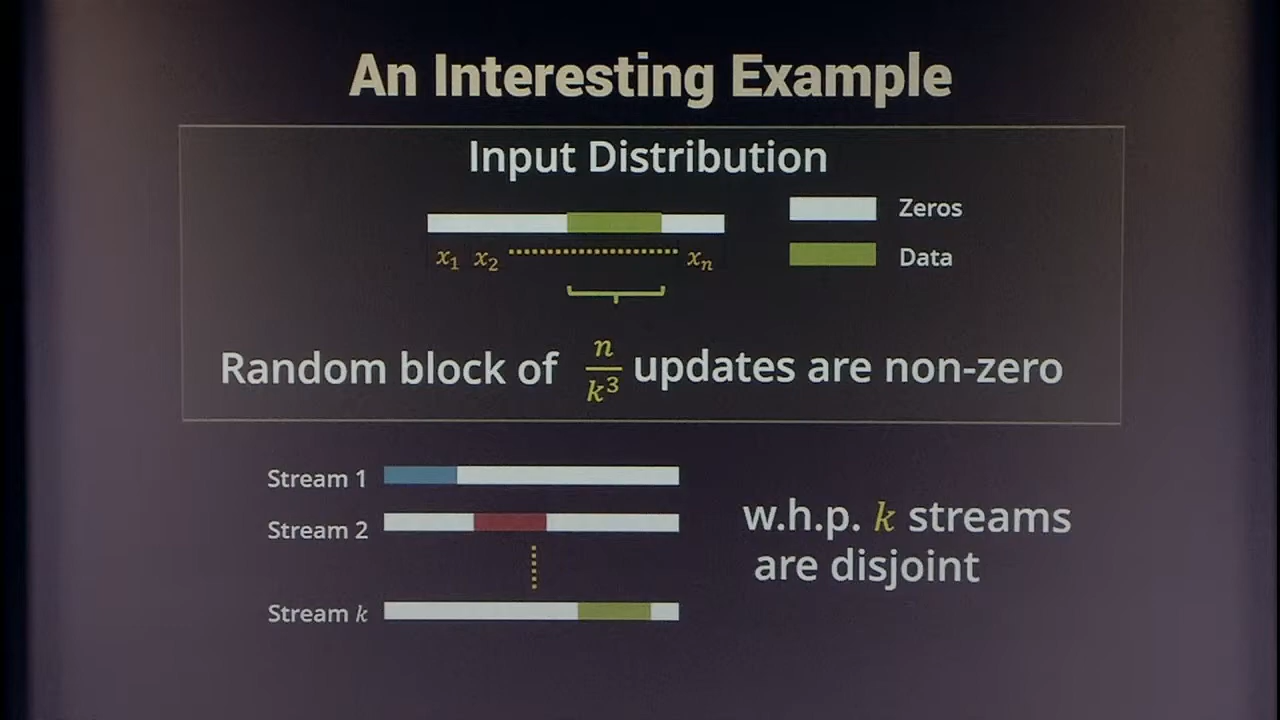 An Interesting Example
Input Distribution
Zeros
x₁ x₂ xₙ
Data
Random block of n/k³ updates are non-zero
Stream 1
Stream 2
Stream k
w.h.p. k streams
are disjoint